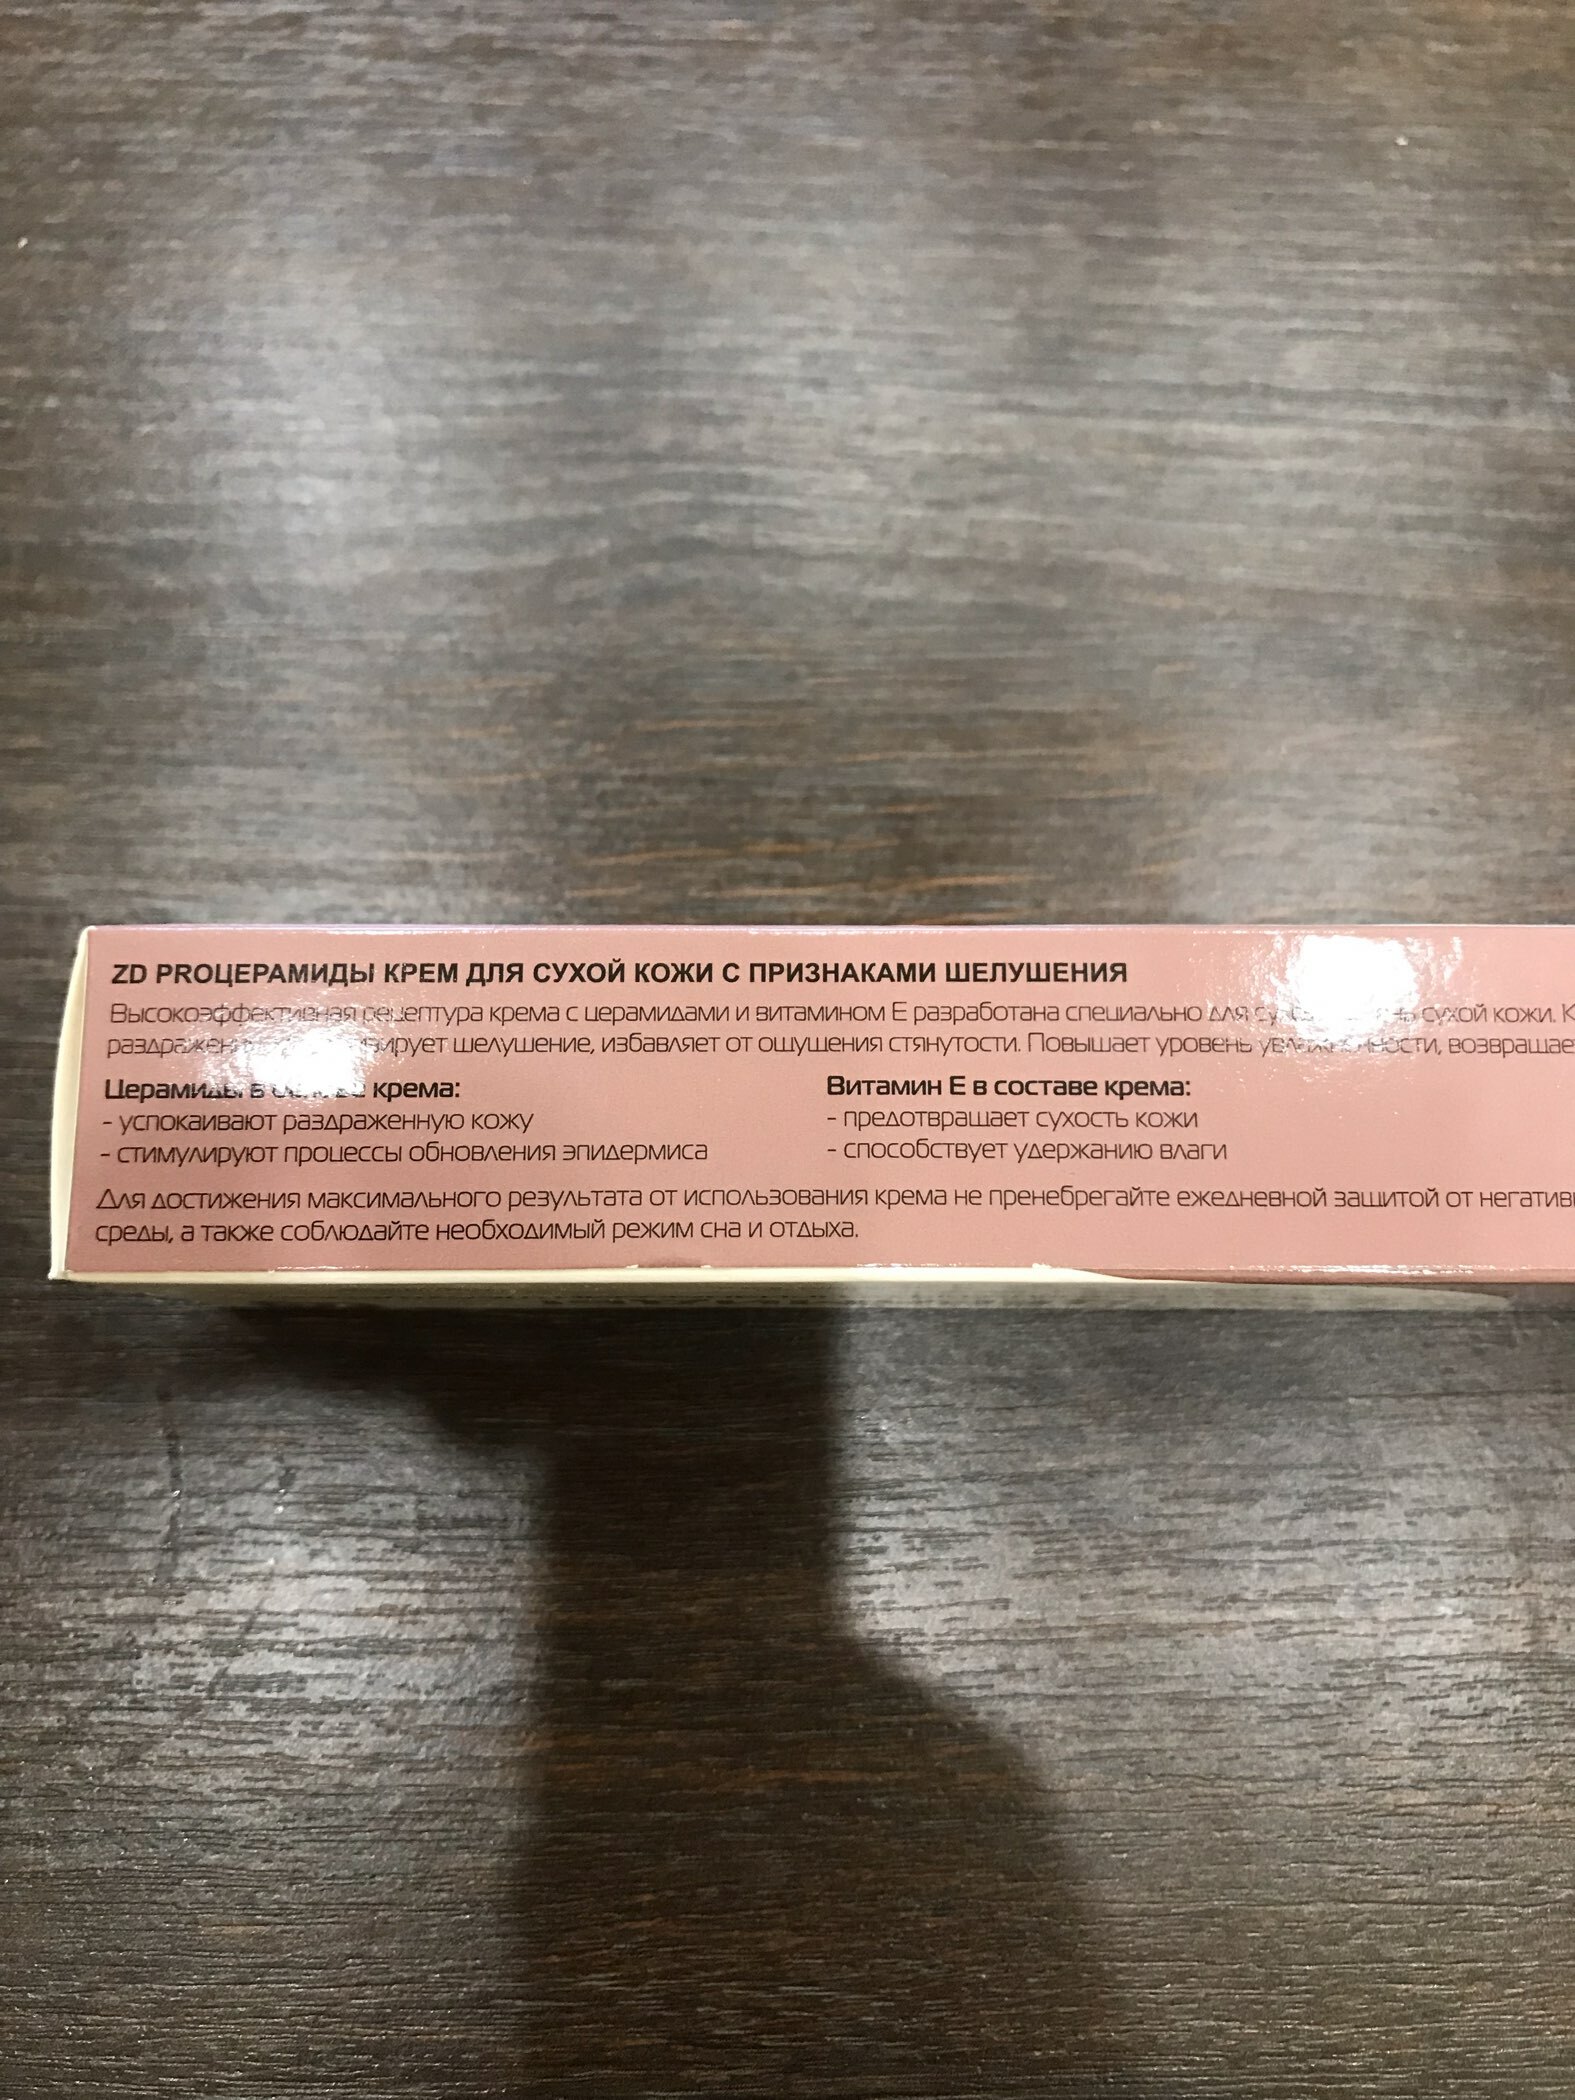 ZD PROЦЕРАМИДЫ КРЕМ ДЛЯ СУХОЙ КОЖИ С ПРИЗНАКАМИ ШЕЛУШЕНИЯ
Высокоэффективная рецептура крема с церамидами и витамином Е разработана специально для сухой кожи.
шелушение, избавляет от ощущения стянутости. Повышает уровень увлажненности,
Церамиды в крема:
- успокаивают раздраженную кожу
- стимулируют процессы обновления эпидермиса
Витамин Е в составе крема:
- предотвращает сухость кожи
- способствует удержанию влаги
Для достижения максимального результата от использования крема не пренебрегайте ежедневной защитой от
среды, а также соблюдайте необходимый режим сна и отдыха.